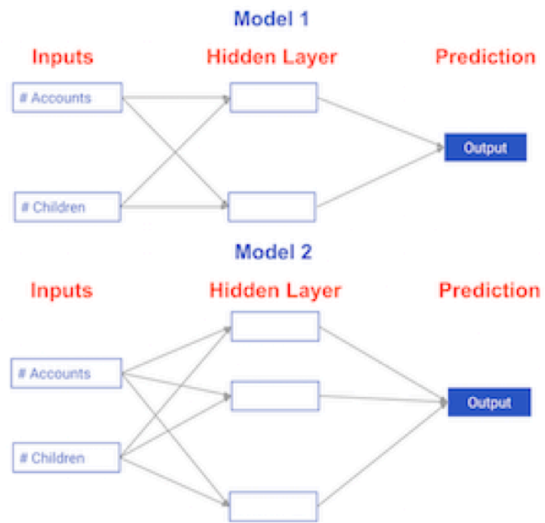 Model 1
Inputs Hidden Layer Prediction
# Accounts
Output
# Children
Model 2
Inputs Hidden Layer Prediction
# Accounts
Output
# Children